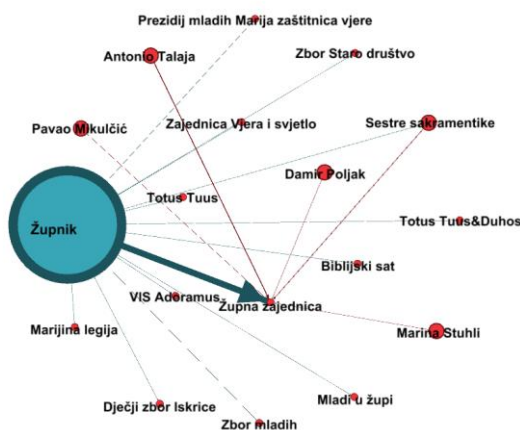 Prezidij mladih Marija zaštitnica vjere
Antonio Talaja
Zbor Staro društvo
Pavao Mikulčić
Zajednica Vjera i svjetlo
Sestre sakramentike
Damir Poljak
Totus Tuus
Župnik
Totus Tuus&Duhos
Biblijski sat
VIS Adoramus
Župna zajednica
Marijina legija
Marina Stuhli
Mladi u župi
Dječji zbor Iskrice
Zbor mladih